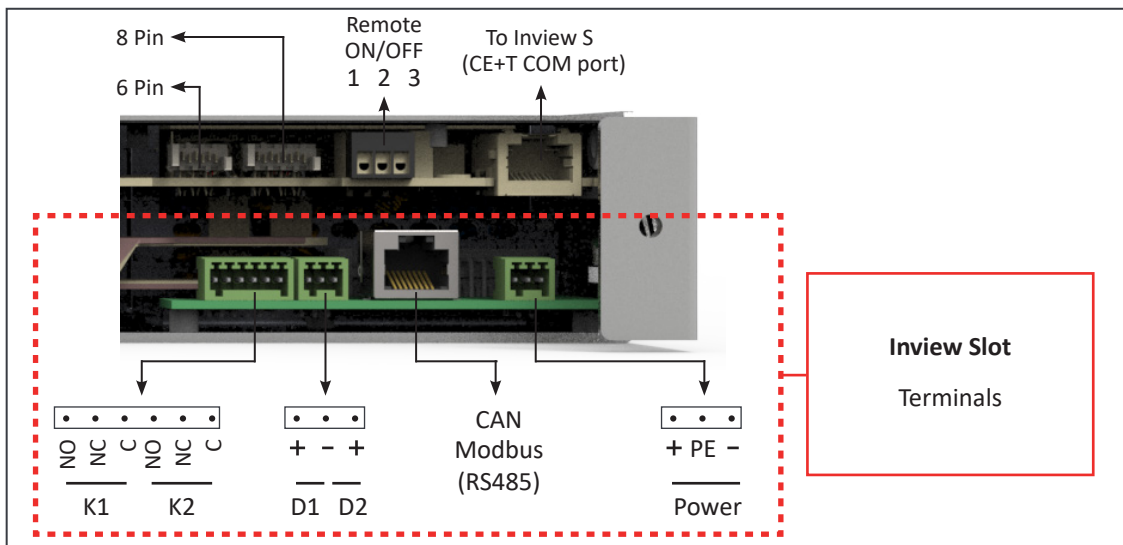 8 Pin
6 Pin
Remote
ON/OFF
1 2 3
To Inview S
(CE+T COM port)
Inview Slot
Terminals
NO NC C NO NC C
K1 K2
+ − +
D1 D2
CAN
Modbus
(RS485)
+ PE −
Power